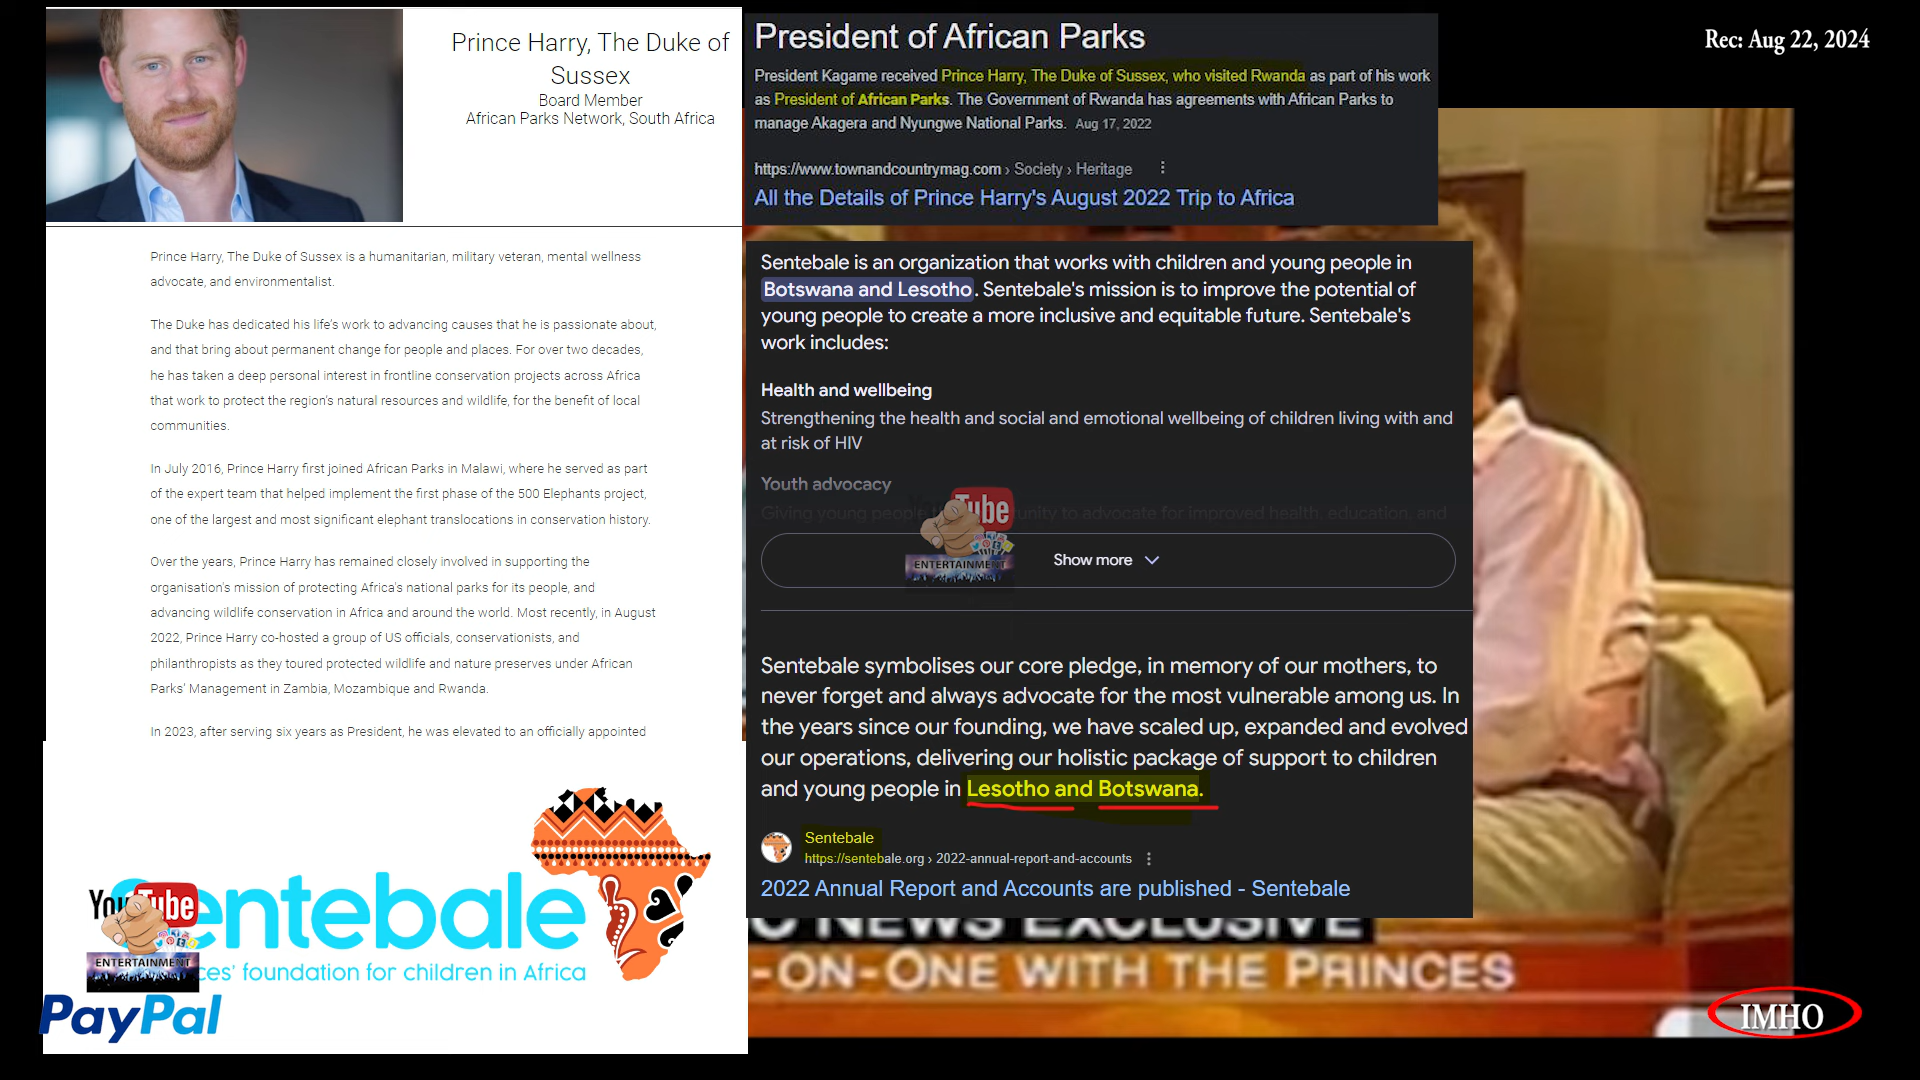 Prince Harry, The Duke of
Sussex
Board Member
African Parks Network, South Africa
Prince Harry, The Duke of Sussex is a humanitarian, military veteran, mental wellness
advocate, and environmentalist.
The Duke has dedicated his life's work to advancing causes that he is passionate about,
and that bring about permanent change for people and places. For over two decades,
he has taken a deep personal interest in frontline conservation projects across Africa
that work to protect the region's natural resources and wildlife, for the benefit of local
communities.
In July 2016, Prince Harry first joined African Parks in Malawi, where he served as part
of the expert team that helped implement the first phase of the 500 Elephants project,
one of the largest and most significant elephant translocations in conservation history.
Over the years, Prince Harry has remained closely involved in supporting the
organisation's mission of protecting Africa's national parks for its people, and
advancing wildlife conservation in Africa and around the world. Most recently, in August
2022, Prince Harry co-hosted a group of US officials, conservationists, and
philanthropists as they toured protected wildlife and nature preserves under African
Parks' Management in Zambia, Mozambique and Rwanda.
In 2023, after serving six years as President, he was elevated to an officially appointed
entebale
ces' foundation for children in Africa
YouTube
ENTERTAINMENT
PayPal
President of African Parks
President Kagame received Prince Harry, The Duke of Sussex, who visited Rwanda as part of his work
as President of African Parks. The Government of Rwanda has agreements with African Parks to
manage Akagera and Nyungwe National Parks. Aug 17, 2022
https://www.townandcountrymag.com › Society › Heritage
All the Details of Prince Harry's August 2022 Trip to Africa
Sentebale is an organization that works with children and young people in
Botswana and Lesotho. Sentebale's mission is to improve the potential of
young people to create a more inclusive and equitable future. Sentebale's
work includes:
Health and wellbeing
Strengthening the health and social and emotional wellbeing of children living with and
at risk of HIV
Youth advocacy
Giving young people unity to advocate for improved health, education, and
Tube
ENTERTAINMENT
Show more
Sentebale symbolises our core pledge, in memory of our mothers, to
never forget and always advocate for the most vulnerable among us. In
the years since our founding, we have scaled up, expanded and evolved
our operations, delivering our holistic package of support to children
and young people in Lesotho and Botswana.
Sentebale
https://sentebale.org › 2022-annual-report-and-accounts
2022 Annual Report and Accounts are published - Sentebale
NEWS EXCLUSIVE
-ON-ONE WITH THE PRINCES
Rec: Aug 22, 2024
IMHO